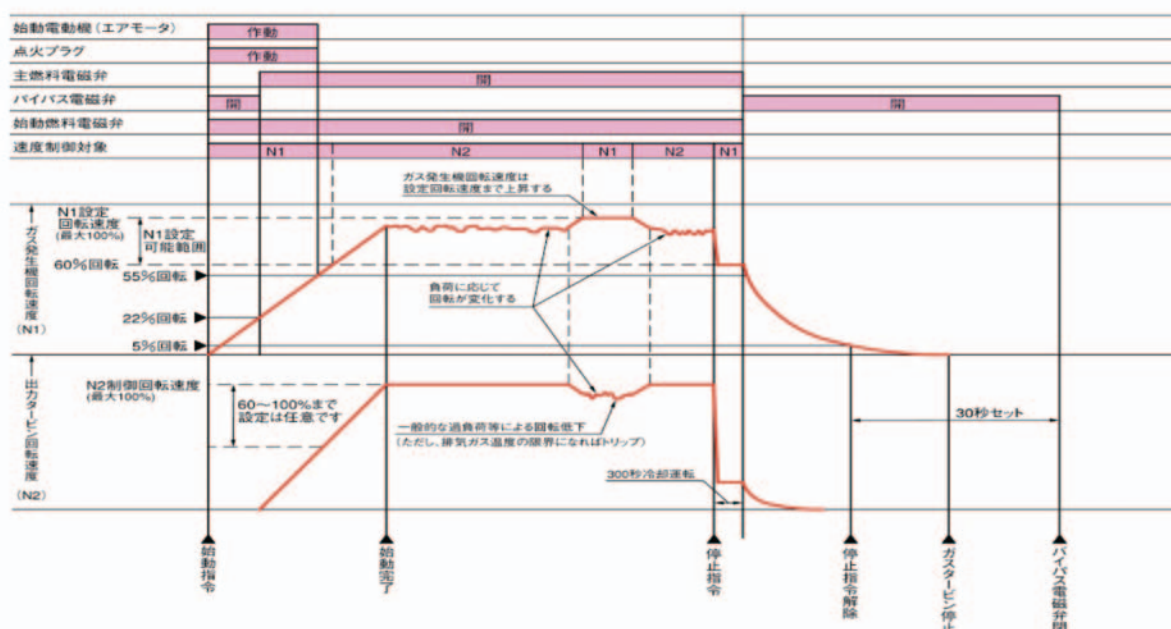 始動電動機(エアモータ)
作動
点火プラグ
作動
主燃料電磁弁
開
バイパス電磁弁
開
開
始動燃料電磁弁
開
速度制御対象
N1
N2
N1
N2
N1
ガス発生機回転速度は
設定回転速度まで上昇する
N1設定
回転速度
(最大100%)
N1設定
可能範囲
60%回転
55%回転
22%回転
5%回転
ガス発生機回転速度
(N1)
負荷に応じて
回転が変化する
N2制御回転速度
(最大100%)
60〜100%まで
設定は任意です
出力タービン回転速度
(N2)
一般的な過負荷等による回転低下
(ただし、排気ガス温度の限界になればトリップ)
300秒冷却運転
30秒セット
始動指令
始動完了
停止指令
停止指令解除
ガスタービン停止
バイパス電磁弁閉